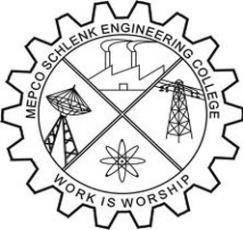 MEPCO SCHLENK ENGINEERING COLLEGE
WORK IS WORSHIP